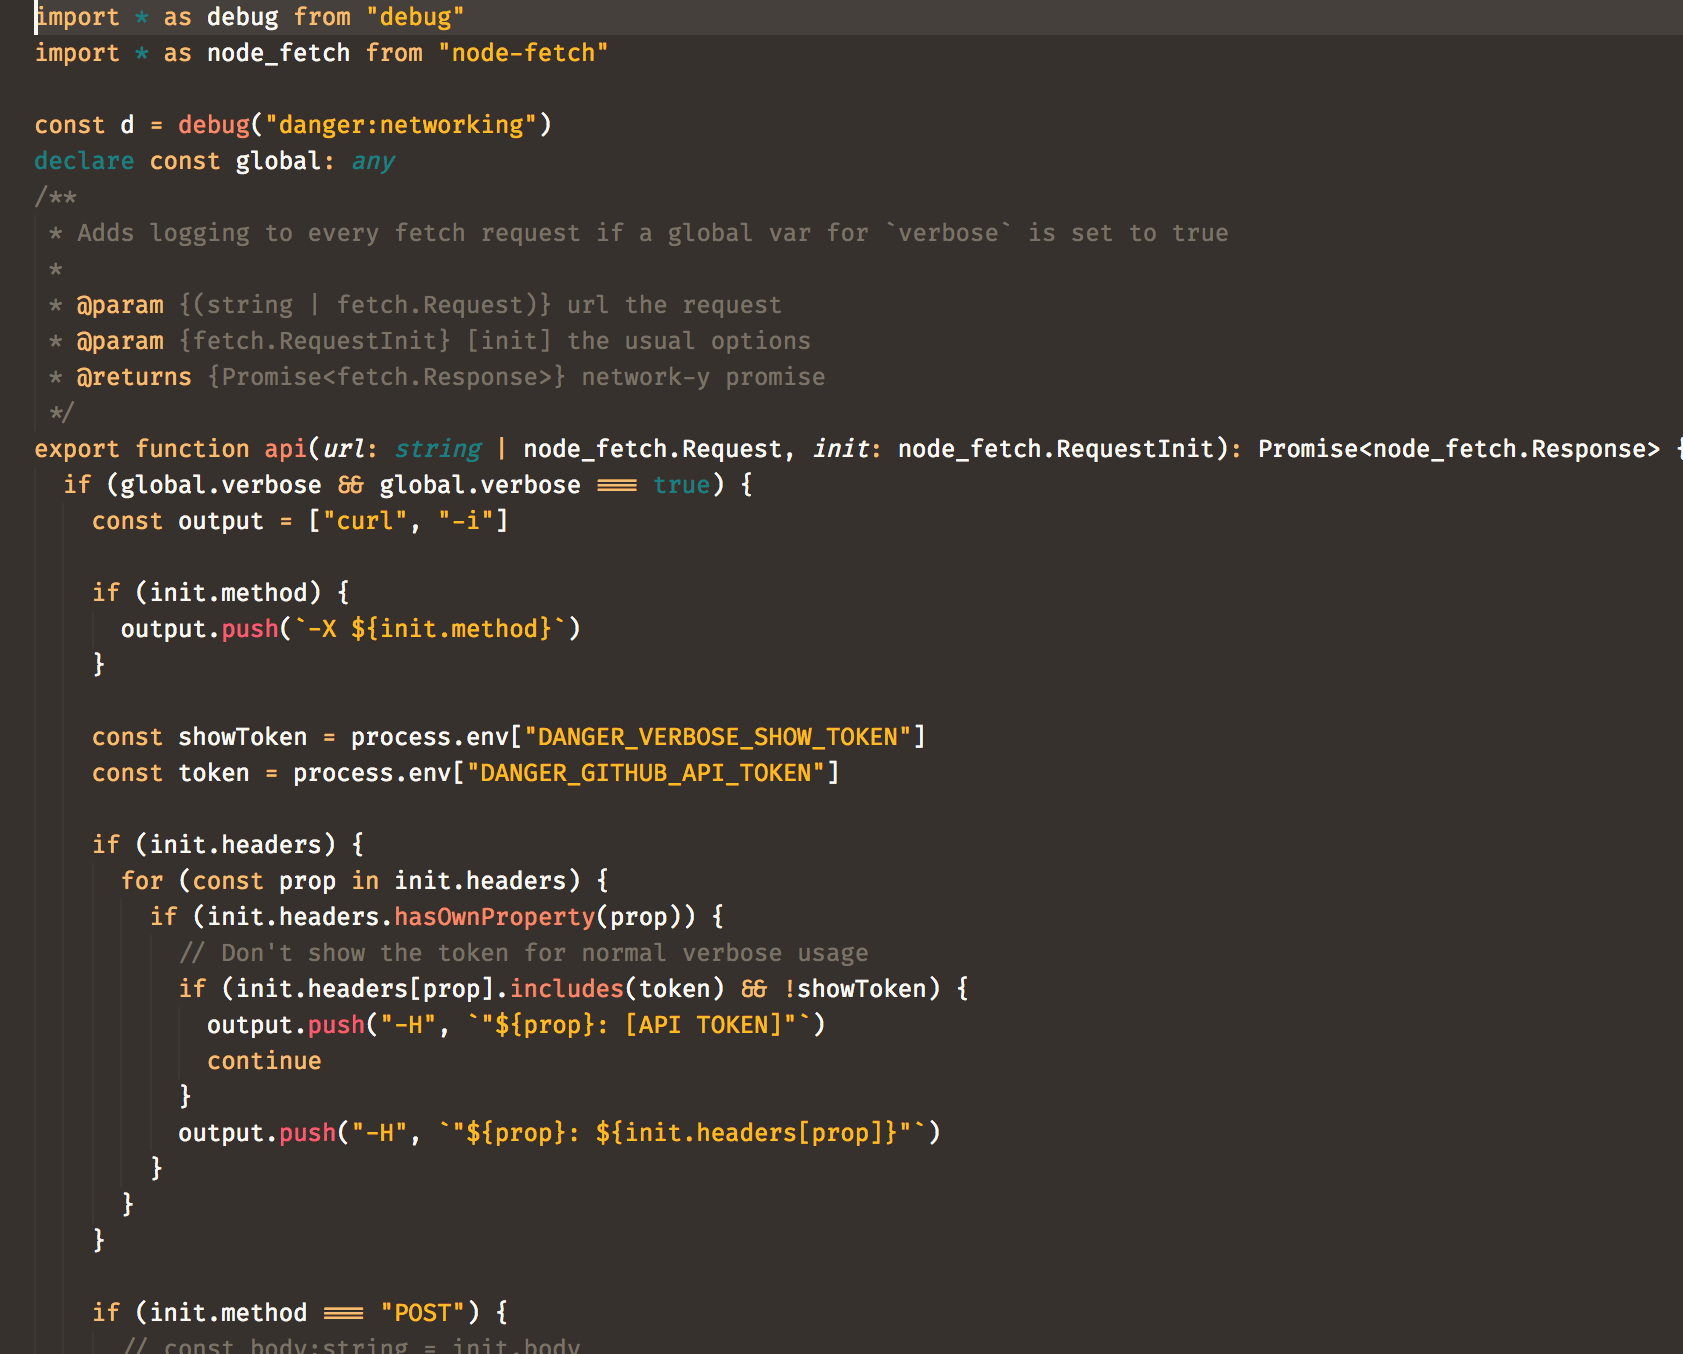 import * as debug from "debug"
import * as node_fetch from "node-fetch"

const d = debug("danger:networking")
declare const global: any
/**
 * Adds logging to every fetch request if a global var for `verbose` is set to true
 *
 * @param {(string | fetch.Request)} url the request
 * @param {fetch.RequestInit} [init] the usual options
 * @returns {Promise<fetch.Response>} network-y promise
 */
export function api(url: string | node_fetch.Request, init: node_fetch.RequestInit): Promise<node_fetch.Response> {
  if (global.verbose && global.verbose === true) {
    const output = ["curl", "-i"]

    if (init.method) {
      output.push(`-X ${init.method}`)
    }

    const showToken = process.env["DANGER_VERBOSE_SHOW_TOKEN"]
    const token = process.env["DANGER_GITHUB_API_TOKEN"]

    if (init.headers) {
      for (const prop in init.headers) {
        if (init.headers.hasOwnProperty(prop)) {
          // Don't show the token for normal verbose usage
          if (init.headers[prop].includes(token) && !showToken) {
            output.push("-H", `"${prop}: [API TOKEN]"`)
            continue
          }
          output.push("-H", `"${prop}: ${init.headers[prop]}"`)
        }
      }
    }

    if (init.method === "POST") {
      // const body:string = init.body